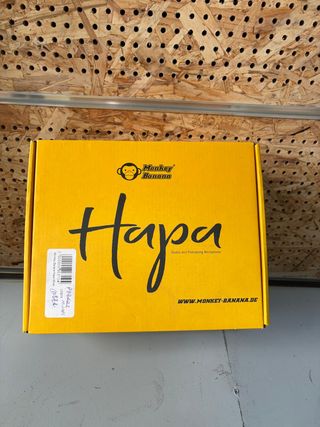 Monkey
Banana
Hapa
Studio and Podcasting Microphone
WWW.MONKEY-BANANA.DE